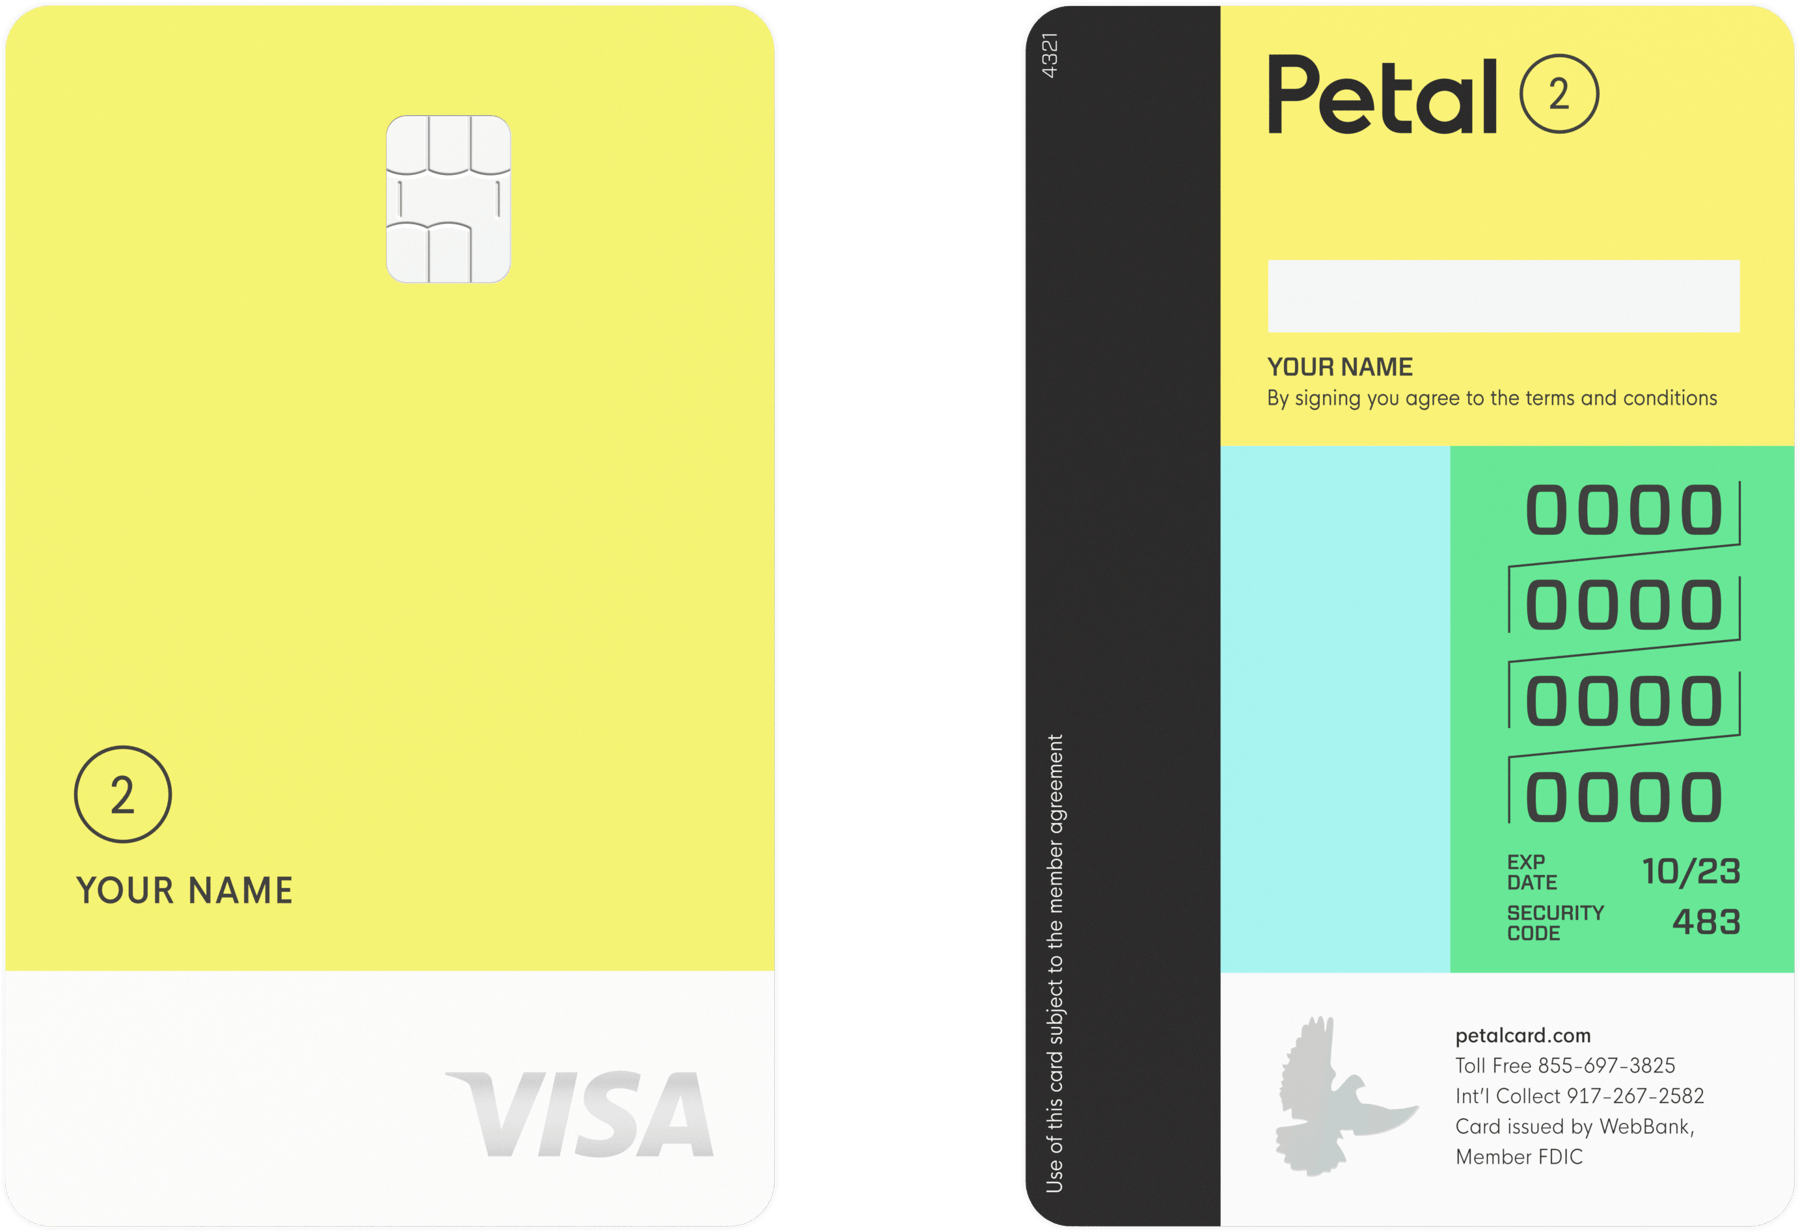 2
YOUR NAME
VISA
4321
Use of this card subject to the member agreement
Petal 2
YOUR NAME
By signing you agree to the terms and conditions
0000
0000
0000
0000
EXP
DATE
10/23
SECURITY
CODE
483
petalcard.com
Toll Free 855-697-3825
Int'l Collect 917-267-2582
Card issued by WebBank,
Member FDIC